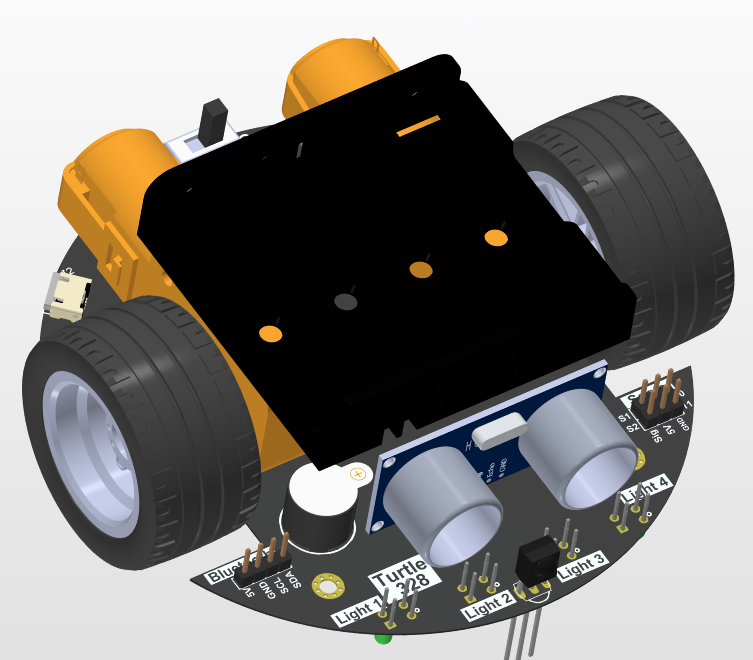 Echo
GND
S1
S2
Sig
5V
GND
Light 4
Turtle
328
Light 3
Light 2
Light 1
5V
GND
SCL
SDA